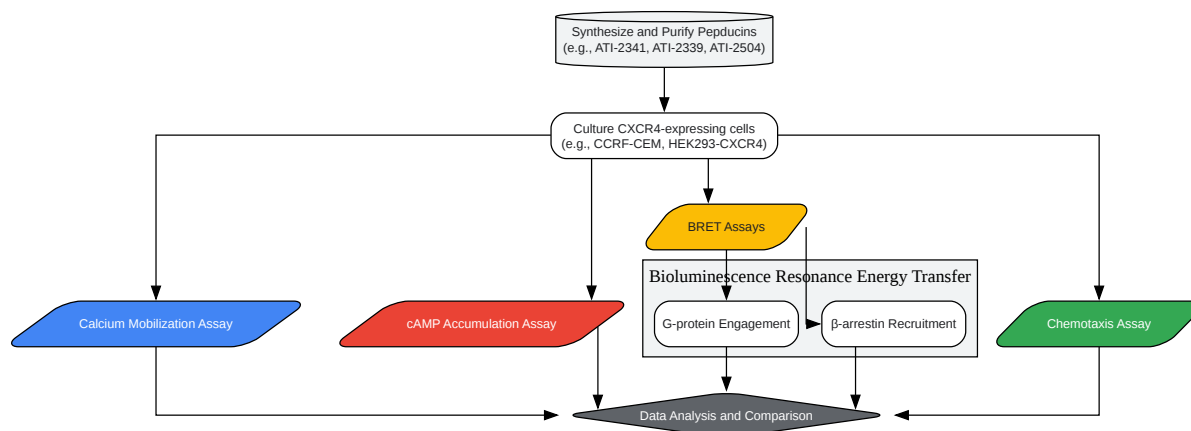 Synthesize and Purify Pepducins
(e.g., ATI-2341, ATI-2339, ATI-2504)
Culture CXCR4-expressing cells
(e.g., CCRF-CEM, HEK293-CXCR4)
BRET Assays
Bioluminescence Resonance Energy Transfer
Calcium Mobilization Assay
cAMP Accumulation Assay
G-protein Engagement
β-arrestin Recruitment
Chemotaxis Assay
Data Analysis and Comparison